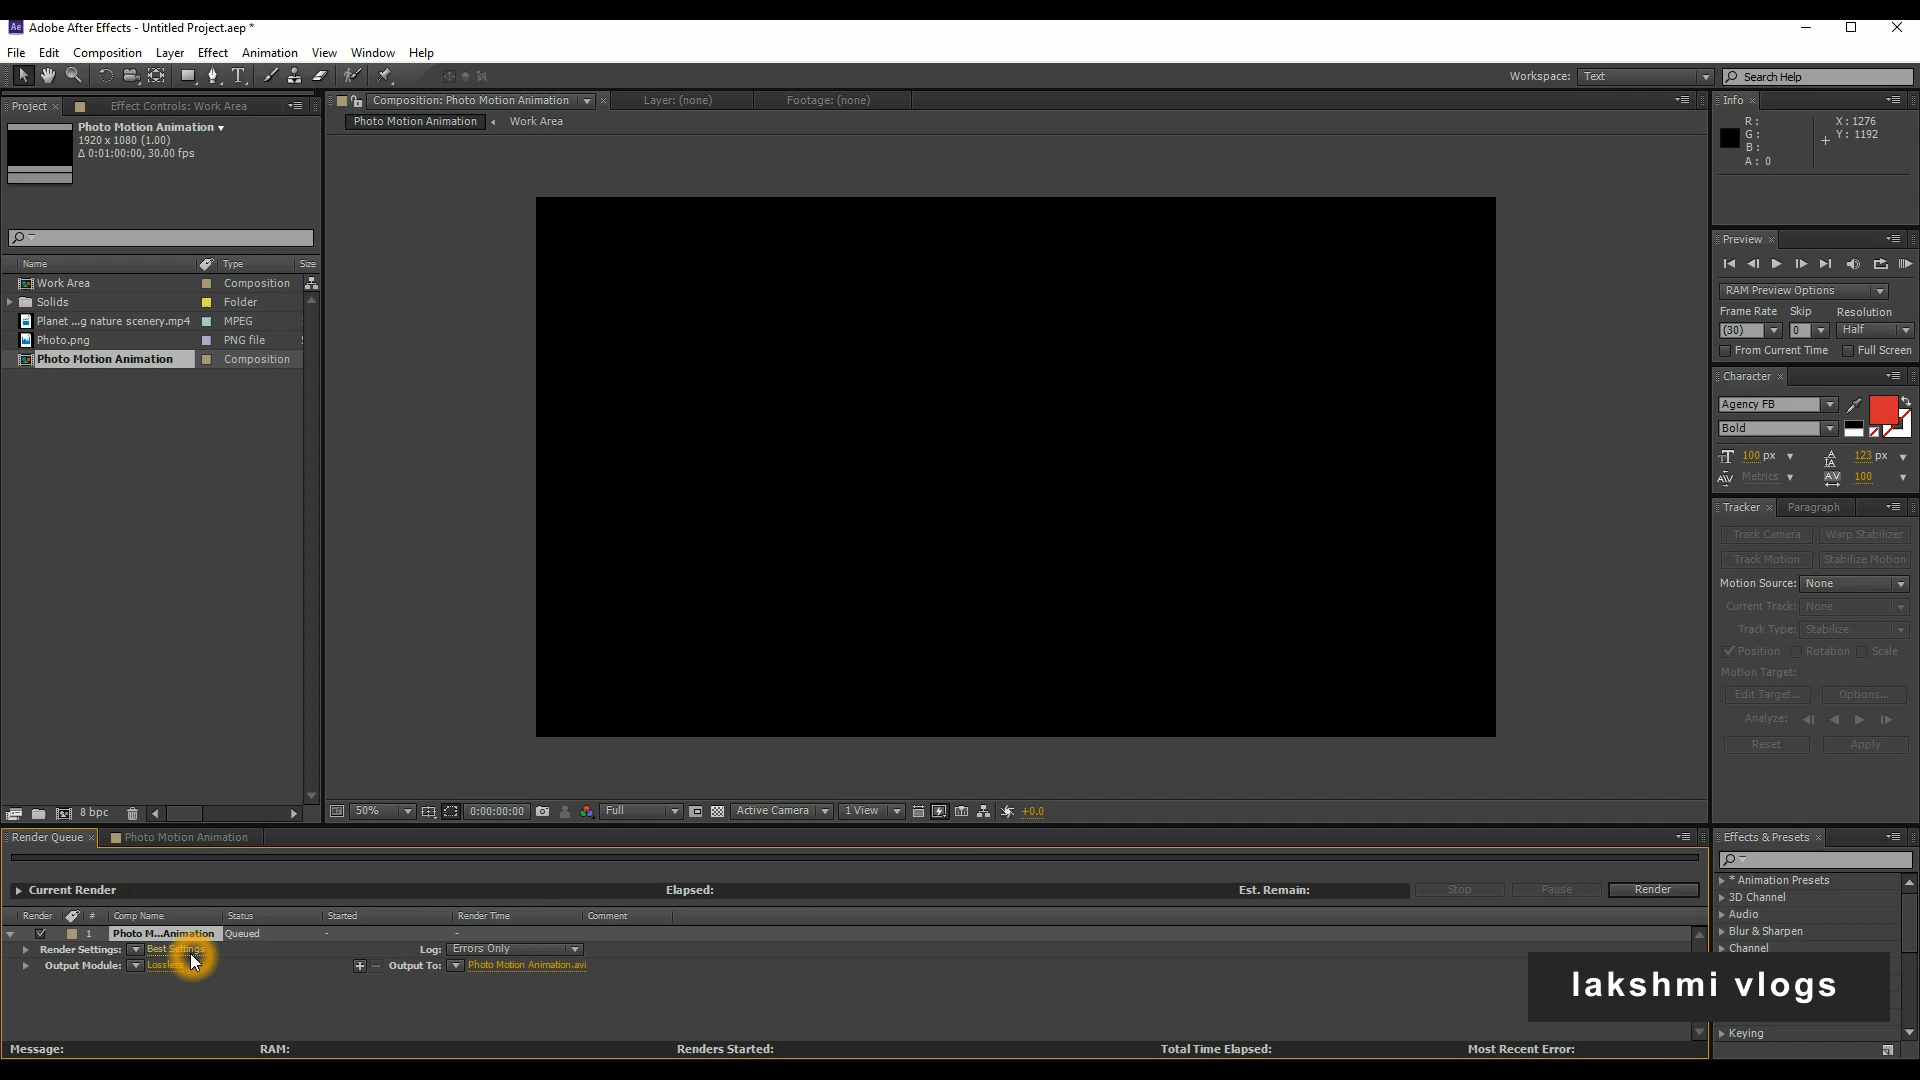 Ae Adobe After Effects - Untitled Project.aep *
File Edit Composition Layer Effect Animation View Window Help
Workspace: Text Search Help
Project Effect Controls: Work Area
Photo Motion Animation
1920 x 1080 (1.00)
Δ 0:01:00:00, 30.00 fps
Name Type Size
Work Area Composition
Solids Folder
Planet ...g nature scenery.mp4 MPEG
Photo.png PNG file
Photo Motion Animation Composition
8 bpc
Composition: Photo Motion Animation Layer: (none) Footage: (none)
Photo Motion Animation Work Area
50% 0:00:00:00 Full Active Camera 1 View +0.0
Info
R: X: 1276
G: Y: 1192
B:
A: 0
Preview
RAM Preview Options
Frame Rate Skip Resolution
(30) 0 Half
From Current Time Full Screen
Character
Agency FB
Bold
100 px 123 px
Metrics 100
Tracker Paragraph
Track Camera Warp Stabilizer
Track Motion Stabilize Motion
Motion Source: None
Current Track: None
Track Type: Stabilize
Position Rotation Scale
Motion Target:
Edit Target... Options...
Analyze:
Reset Apply
Render Queue Photo Motion Animation
Current Render Elapsed: Est. Remain: Stop Pause Render
Render # Comp Name Status Started Render Time Comment
1 Photo M...Animation Queued - -
Render Settings: Best Settings Log: Errors Only
Output Module: Lossless Output To: Photo Motion Animation.avi
Message: RAM: Renders Started: Total Time Elapsed: Most Recent Error:
Effects & Presets
* Animation Presets
3D Channel
Audio
Blur & Sharpen
Channel
Keying
lakshmi vlogs